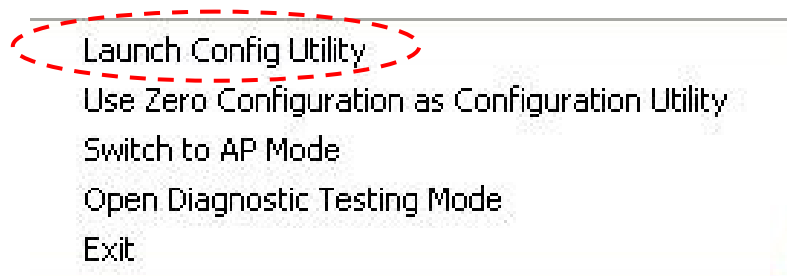 Launch Config Utility
Use Zero Configuration as Configuration Utility
Switch to AP Mode
Open Diagnostic Testing Mode
Exit